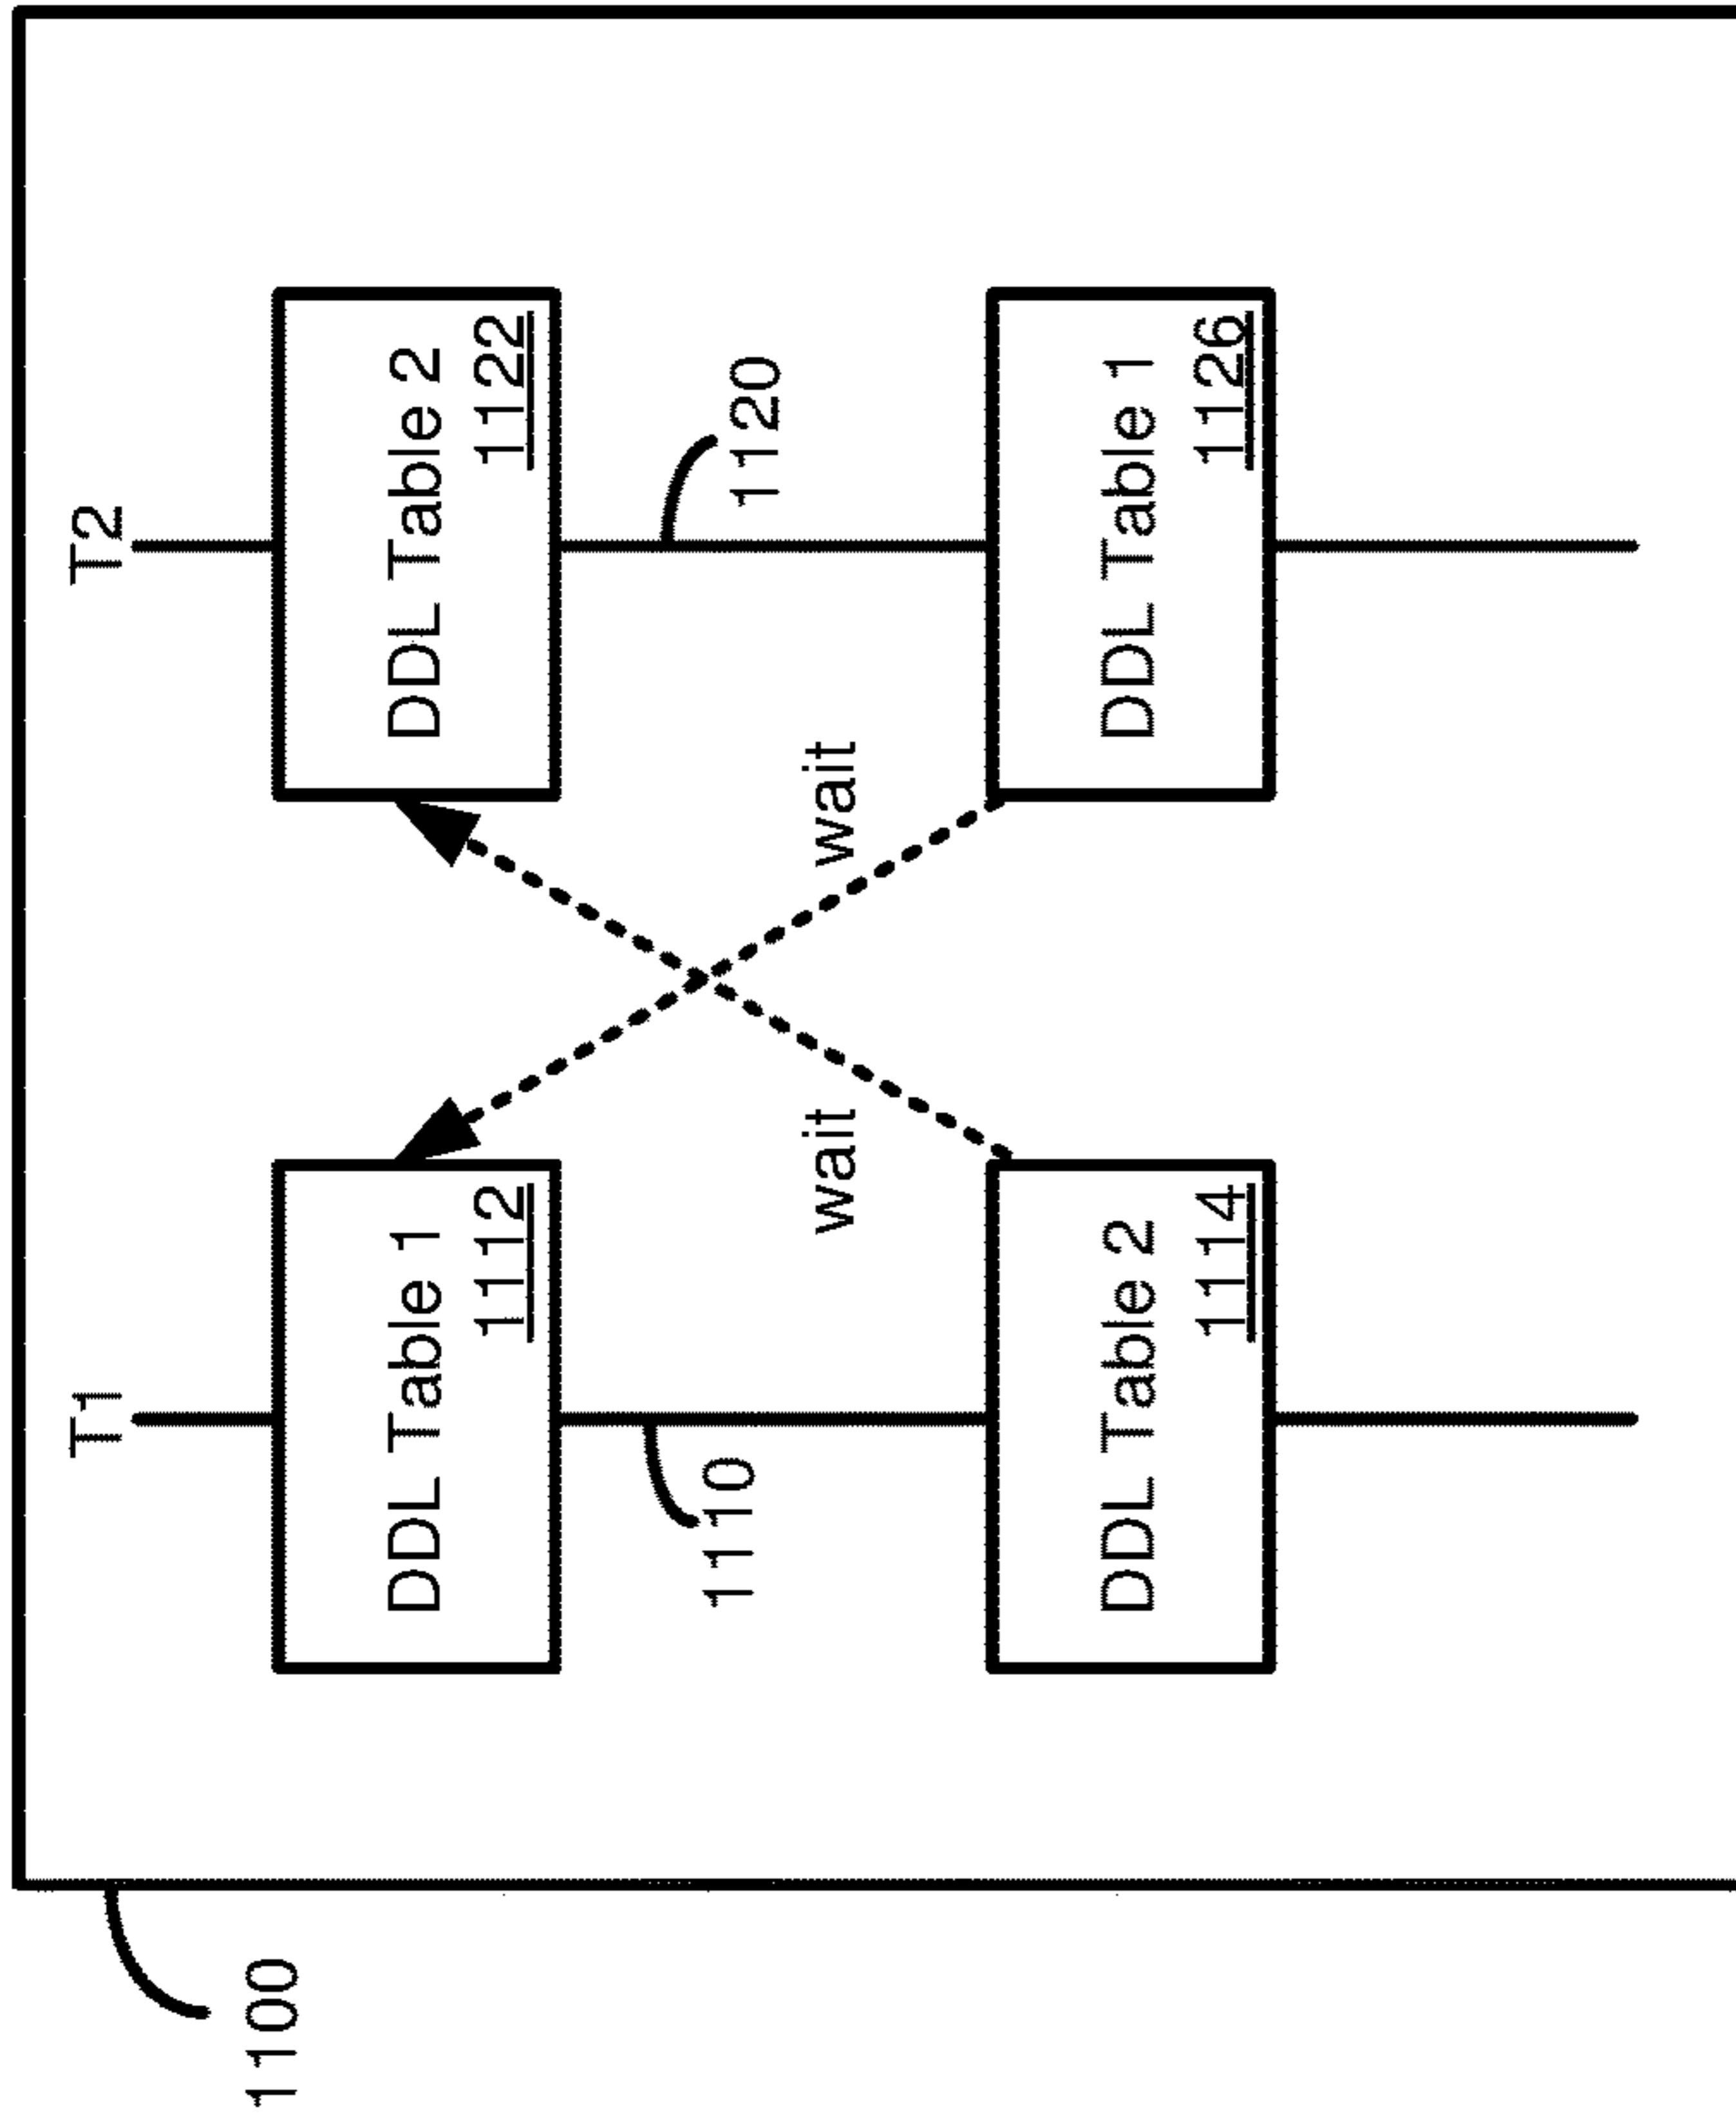 1100
T1
T2
DDL Table 1
1112
DDL Table 2
1122
1110
1120
wait
wait
DDL Table 2
1114
DDL Table 1
1126